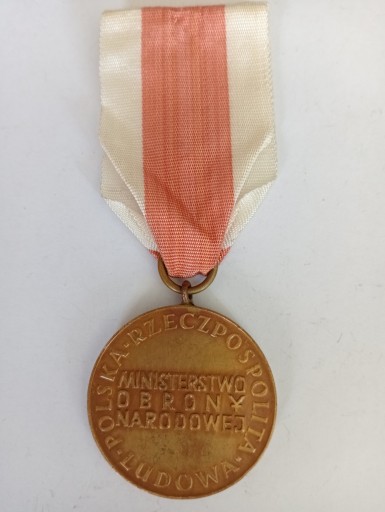 POLSKA · RZECZPOSPOLITA · LUDOWA ·
MINISTERSTWO
OBRONY
NARODOWEJ